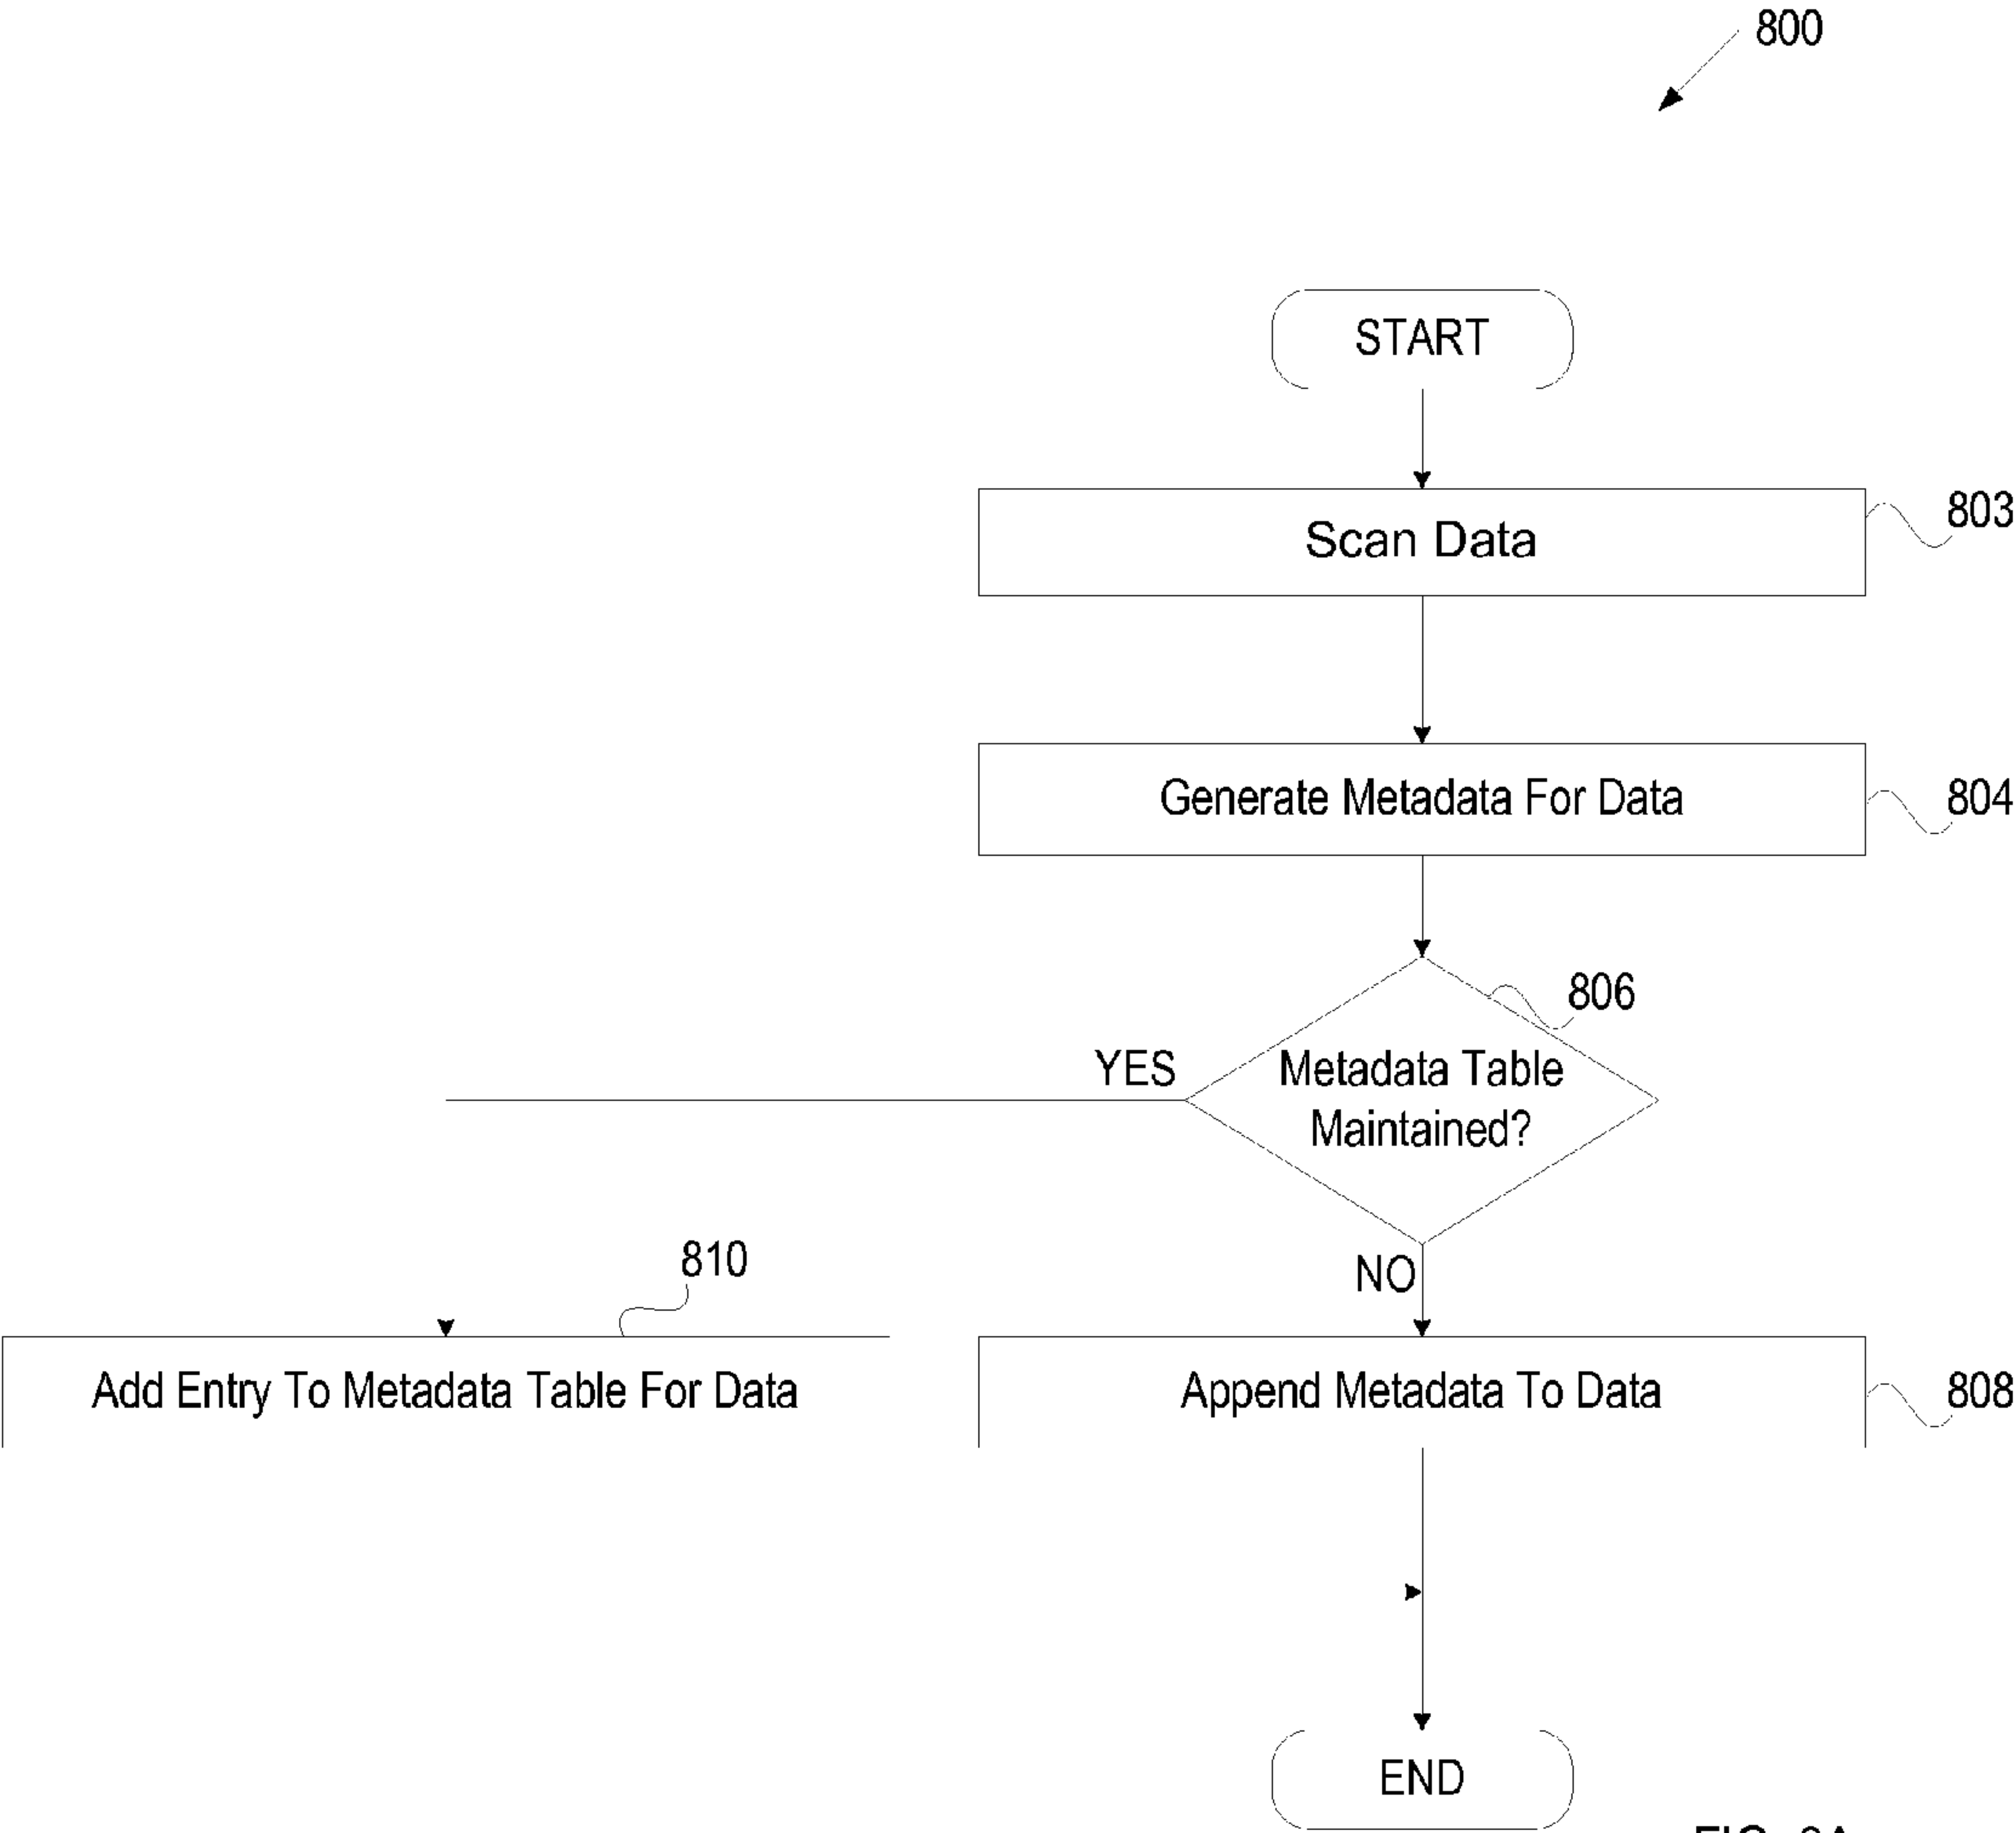 800
START
Scan Data
803
Generate Metadata For Data
804
806
YES
Metadata Table
Maintained?
810
NO
Add Entry To Metadata Table For Data
Append Metadata To Data
808
END